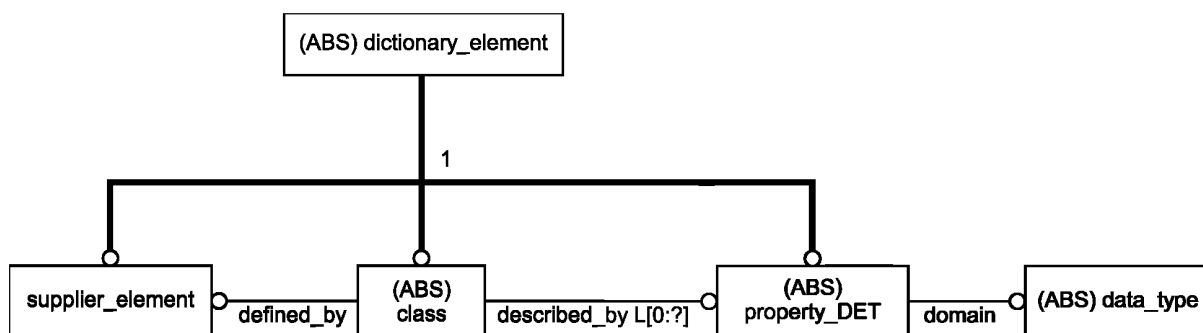 (ABS) dictionary_element
1
supplier_element
defined_by
(ABS)
class
described_by L[0:?]
(ABS)
property_DET
domain
(ABS) data_type